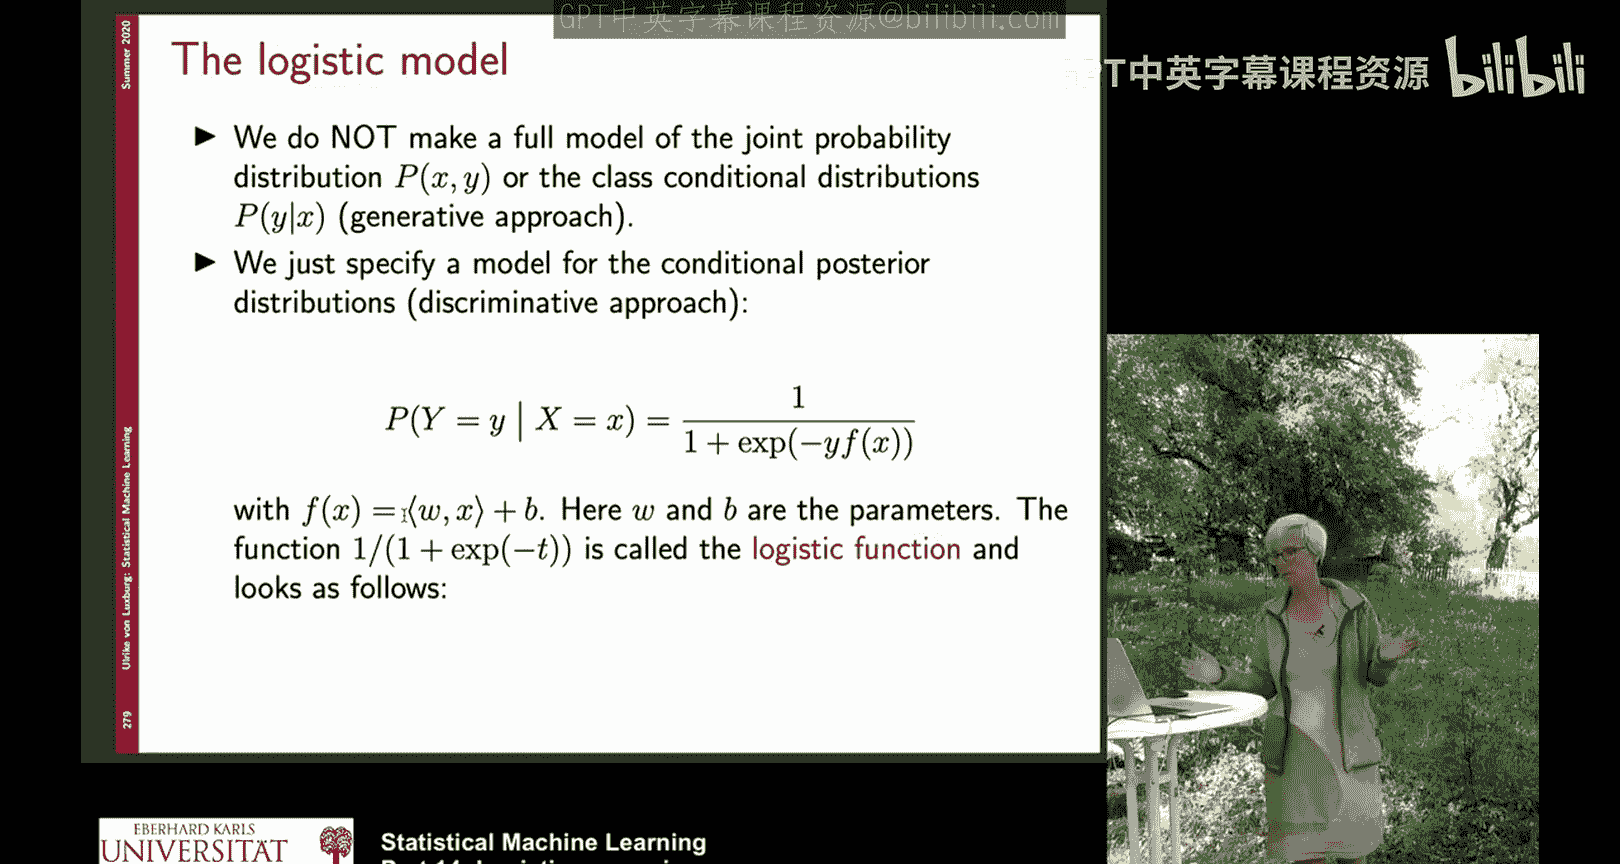 GPT中英字幕课程资源@bilibili.com
T中英字幕课程资源 bilibili
Summer 2020
The logistic model
► We do NOT make a full model of the joint probability
distribution P(x, y) or the class conditional distributions
P(y|x) (generative approach).
► We just specify a model for the conditional posterior
distributions (discriminative approach):
P(Y = y | X = x) = 1 / (1 + exp(−yf(x)))
with f(x) = ⟨w, x⟩ + b. Here w and b are the parameters. The
function 1/(1 + exp(−t)) is called the logistic function and
looks as follows:
Ulrike von Luxburg: Statistical Machine Learning
279
EBERHARD KARLS
UNIVERSITÄT
Statistical Machine Learning